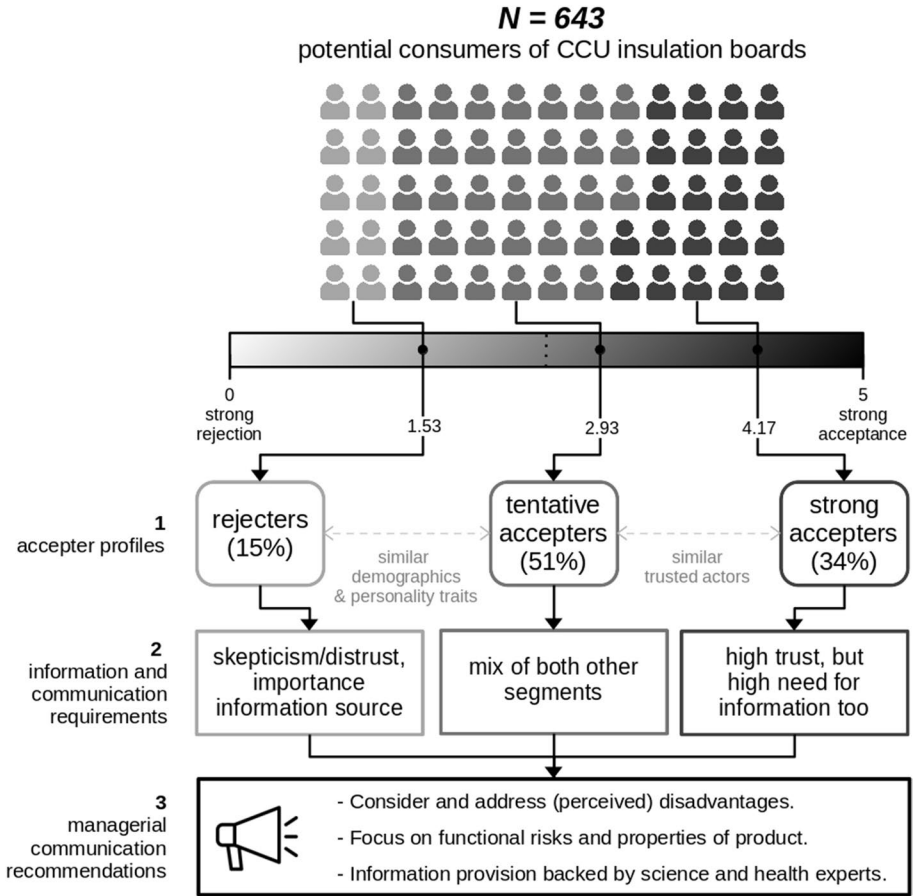 N = 643
potential consumers of CCU insulation boards
0
strong
rejection
5
strong
acceptance
1.53
2.93
4.17
1
accepter profiles
rejecters
(15%)
similar
demographics
& personality traits
tentative
accepters
(51%)
similar
trusted actors
strong
accepters
(34%)
2
information and
communication
requirements
skepticism/distrust,
importance
information source
mix of both other
segments
high trust, but
high need for
information too
3
managerial
communication
recommendations
- Consider and address (perceived) disadvantages.
- Focus on functional risks and properties of product.
- Information provision backed by science and health experts.